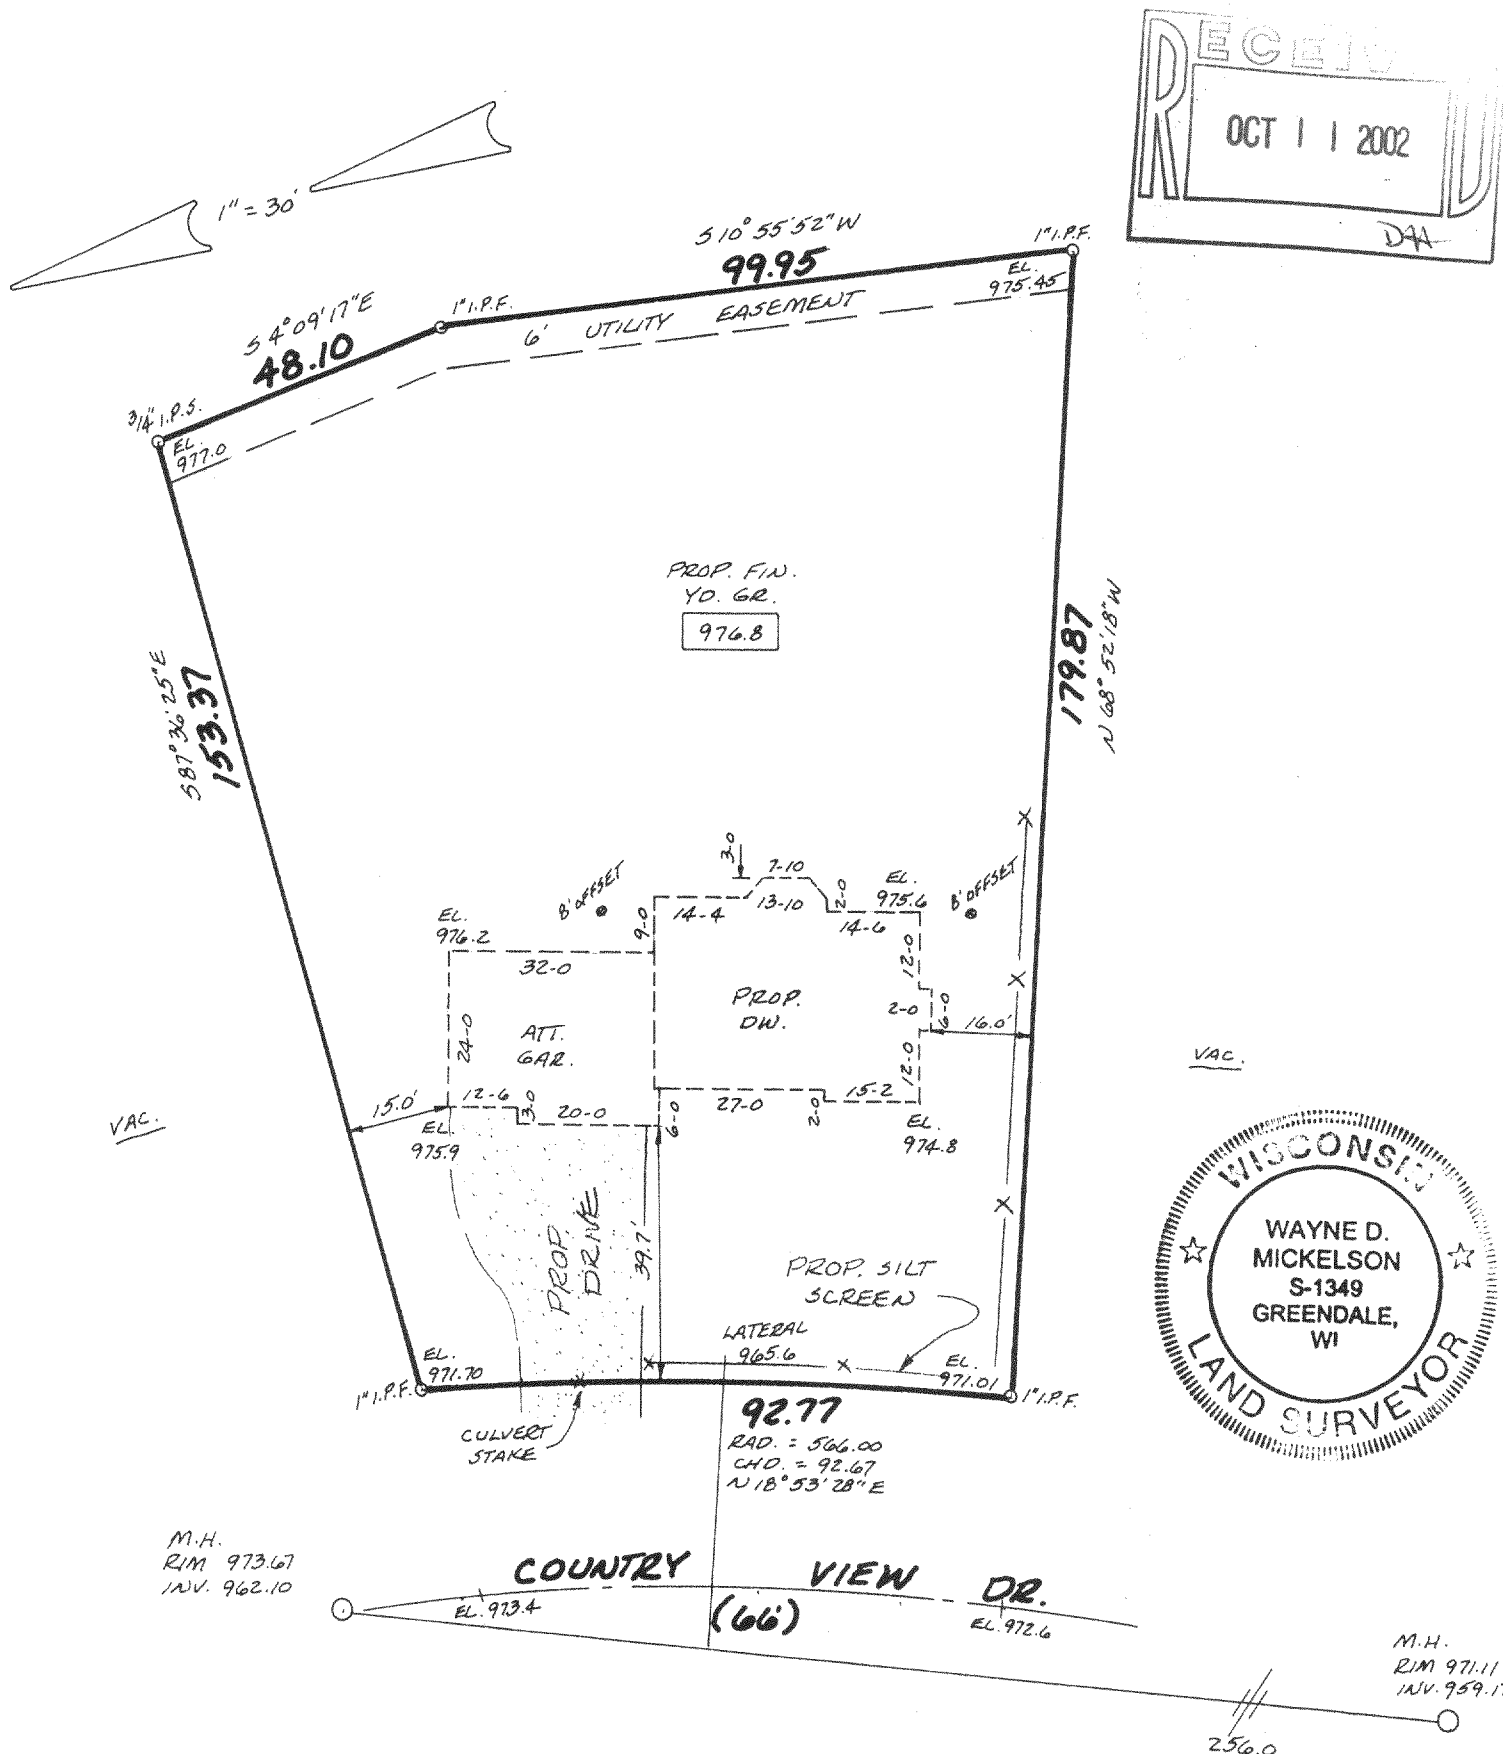 RECEIV D
OCT 11 2002
DAA
1" = 30'
S 10° 55' 52" W
99.95
1" I.P.F.
EL.
975.45
S 4° 09' 17" E
48.10
1" I.P.F.
6' UTILITY EASEMENT
3/4" I.P.S.
EL.
977.0
PROP. FIN.
YD. GR.
976.8
S 87° 36' 25" E
153.37
179.87
N 68° 52' 18" W
3-0
7-10
8' OFFSET
14-4
13-10
2-0
EL.
975.6
14-6
8' OFFSET
EL.
976.2
9-0
32-0
12-0
PROP.
DW.
2-0
6-0
16.0'
24-0
ATT.
GAR.
12-0
VAC.
VAC.
15.0'
12-6
3-0
20-0
6-0
27-0
2-0
15-2
EL.
975.9
EL.
974.8
PROP.
DRIVE
39.7'
PROP. SILT
SCREEN
LATERAL
965.6
EL.
971.70
1" I.P.F.
EL.
971.01
1" I.P.F.
CULVERT
STAKE
92.77
RAD. = 566.00
CHD. = 92.67
N 18° 53' 28" E
WISCONSIN
WAYNE D.
MICKELSON
S-1349
GREENDALE,
WI
LAND SURVEYOR
M.H.
RIM 973.67
INV. 962.10
COUNTRY VIEW DR.
EL. 973.4
(66')
EL. 972.6
M.H.
RIM 971.11
INV. 959.17
256.0